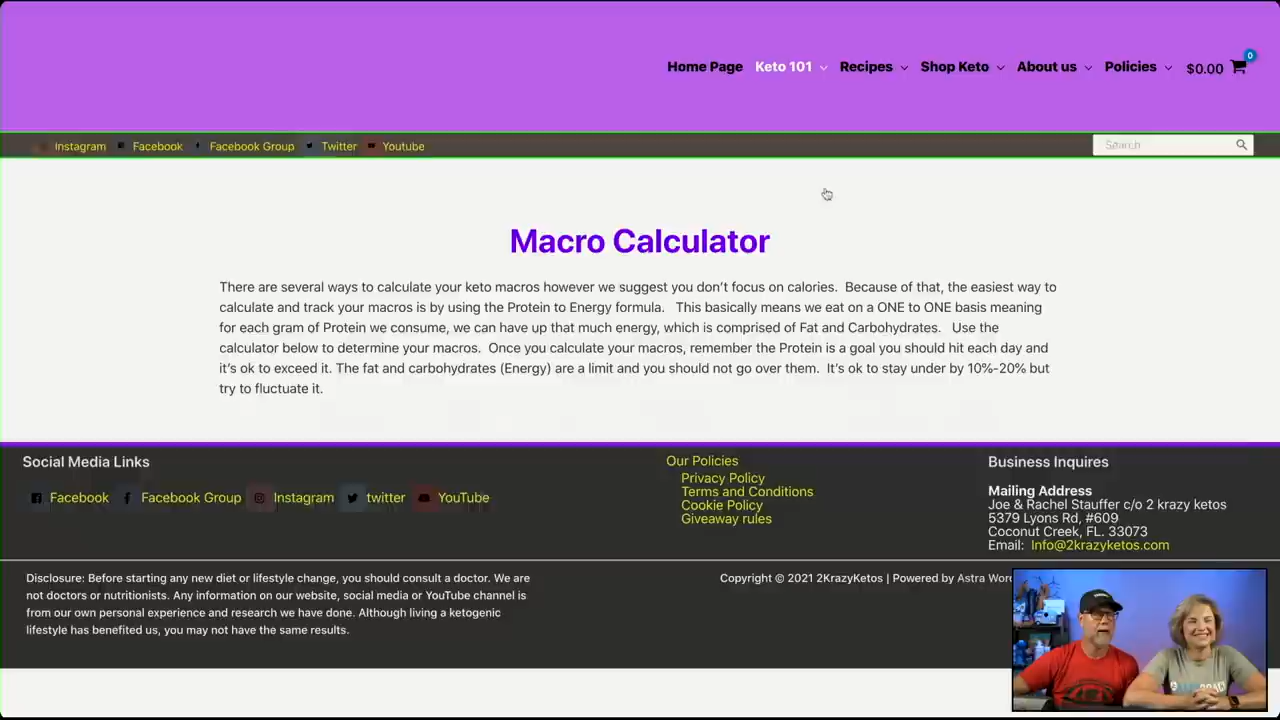 Home Page Keto 101 Recipes Shop Keto About us Policies $0.00 0
Instagram Facebook Facebook Group Twitter Youtube Search
Macro Calculator
There are several ways to calculate your keto macros however we suggest you don't focus on calories. Because of that, the easiest way to
calculate and track your macros is by using the Protein to Energy formula. This basically means we eat on a ONE to ONE basis meaning
for each gram of Protein we consume, we can have up that much energy, which is comprised of Fat and Carbohydrates. Use the
calculator below to determine your macros. Once you calculate your macros, remember the Protein is a goal you should hit each day and
it's ok to exceed it. The fat and carbohydrates (Energy) are a limit and you should not go over them. It's ok to stay under by 10%-20% but
try to fluctuate it.
Social Media Links
Facebook Facebook Group Instagram twitter YouTube
Our Policies
Privacy Policy
Terms and Conditions
Cookie Policy
Giveaway rules
Business Inquires
Mailing Address
Joe & Rachel Stauffer c/o 2 krazy ketos
5379 Lyons Rd, #609
Coconut Creek, FL. 33073
Email: Info@2krazyketos.com
Disclosure: Before starting any new diet or lifestyle change, you should consult a doctor. We are
not doctors or nutritionists. Any information on our website, social media or YouTube channel is
from our own personal experience and research we have done. Although living a ketogenic
lifestyle has benefited us, you may not have the same results.
Copyright © 2021 2KrazyKetos | Powered by Astra